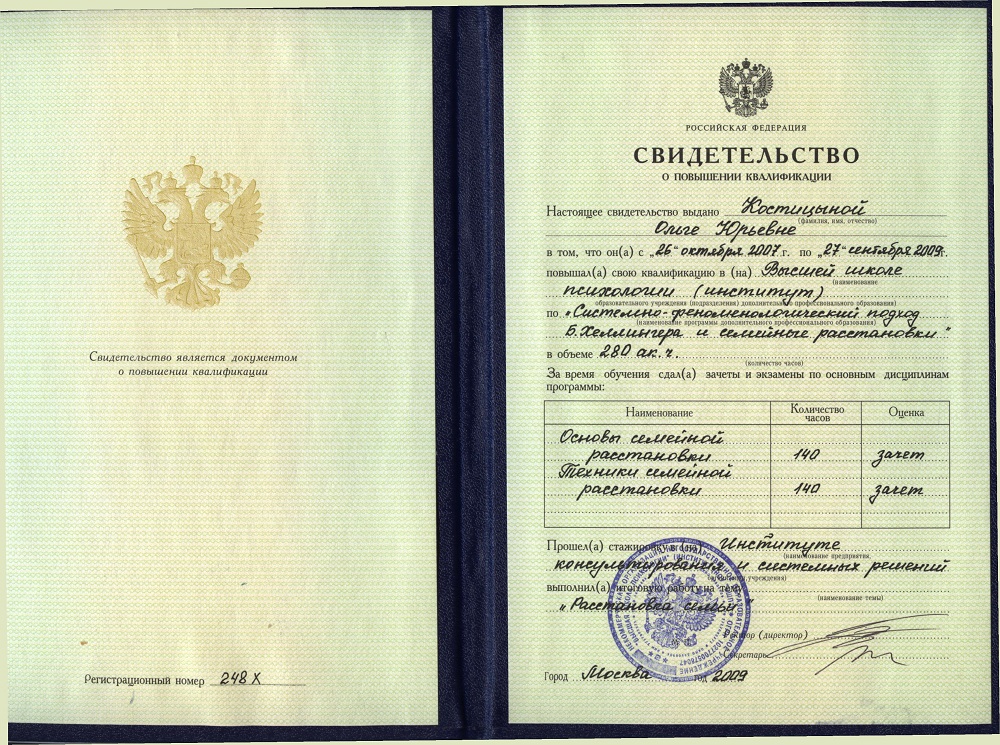 Свидетельство является документом
о повышении квалификации
Регистрационный номер 248 X
РОССИЙСКАЯ ФЕДЕРАЦИЯ
СВИДЕТЕЛЬСТВО
О ПОВЫШЕНИИ КВАЛИФИКАЦИИ
Настоящее свидетельство выдано Костицыной
(фамилия, имя, отчество)
Ольге Юрьевне
в том, что он(а) с „26“ октября 2007 г. по „27“ сентября 2009 г.
повышал(а) свою квалификацию в (на) Высшей школе
(наименование
психологии (институт)
образовательного учреждения (подразделения) дополнительного профессионального образования)
по „Системно-феноменологический подход
(наименование программы дополнительного профессионального образования)
Б. Хеллингера и семейные расстановки“
в объеме 280 ак. ч.
(количество часов)
За время обучения сдал(а) зачеты и экзамены по основным дисциплинам
программы:
Наименование Количество часов Оценка
Основы семейной
расстановки 140 зачет
Техники семейной
расстановки 140 зачет
Прошел(а) стажировку в (на) Институте
(наименование предприятия,
консультирования и системных решений
учреждения)
выполнил(а) итоговую работу на тему
(наименование темы)
„Расстановка семьи“
Ректор (директор)
Секретарь
Город Москва год 2009